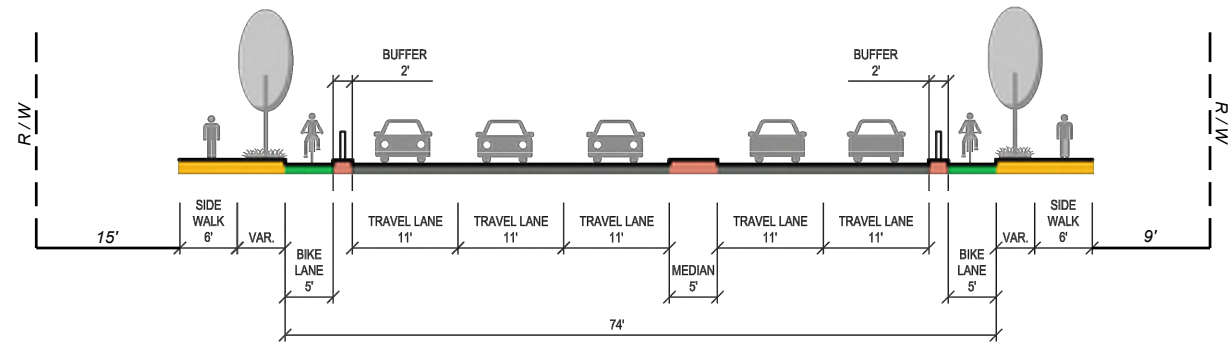 BUFFER
2'
BUFFER
2'
R / W
R / W
SIDE
WALK
6'
VAR.
TRAVEL LANE
11'
TRAVEL LANE
11'
TRAVEL LANE
11'
TRAVEL LANE
11'
TRAVEL LANE
11'
VAR.
SIDE
WALK
6'
15'
9'
BIKE
LANE
5'
MEDIAN
5'
BIKE
LANE
5'
74'